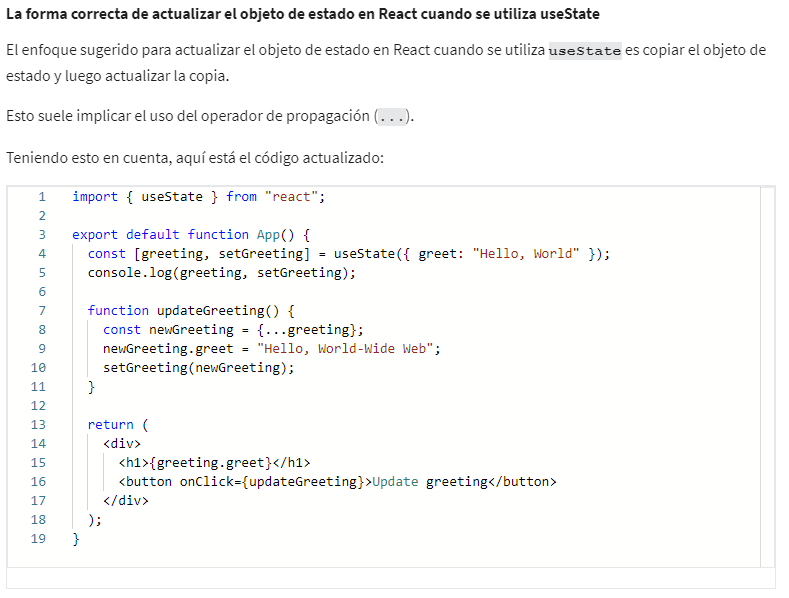 La forma correcta de actualizar el objeto de estado en React cuando se utiliza useState
El enfoque sugerido para actualizar el objeto de estado en React cuando se utiliza useState es copiar el objeto de
estado y luego actualizar la copia.
Esto suele implicar el uso del operador de propagación (...).
Teniendo esto en cuenta, aquí está el código actualizado:
1 import { useState } from "react";
2
3 export default function App() {
4 const [greeting, setGreeting] = useState({ greet: "Hello, World" });
5 console.log(greeting, setGreeting);
6
7 function updateGreeting() {
8 const newGreeting = {...greeting};
9 newGreeting.greet = "Hello, World-Wide Web";
10 setGreeting(newGreeting);
11 }
12
13 return (
14 <div>
15 <h1>{greeting.greet}</h1>
16 <button onClick={updateGreeting}>Update greeting</button>
17 </div>
18 );
19 }